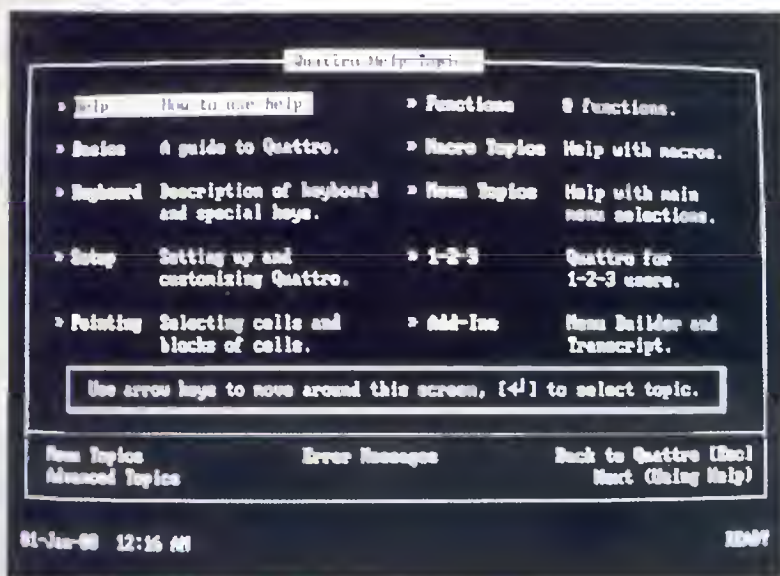 Quattro Help Topic
» Help How to use help » Functions @ functions.
» Basics A guide to Quattro. » Macro Topics Help with macros.
» Keyboard Description of keyboard and special keys. » Menu Topics Help with main menu selections.
» Setup Setting up and customizing Quattro. » 1-2-3 Quattro for 1-2-3 users.
» Pointing Selecting cells and blocks of cells. » Add-Ins Menu Builder and Transcript.
Use arrow keys to move around this screen, [↵] to select topic.
Menu Topics Error Messages Back to Quattro [Esc]
Advanced Topics Next (Using Help)
12:16 AM READY